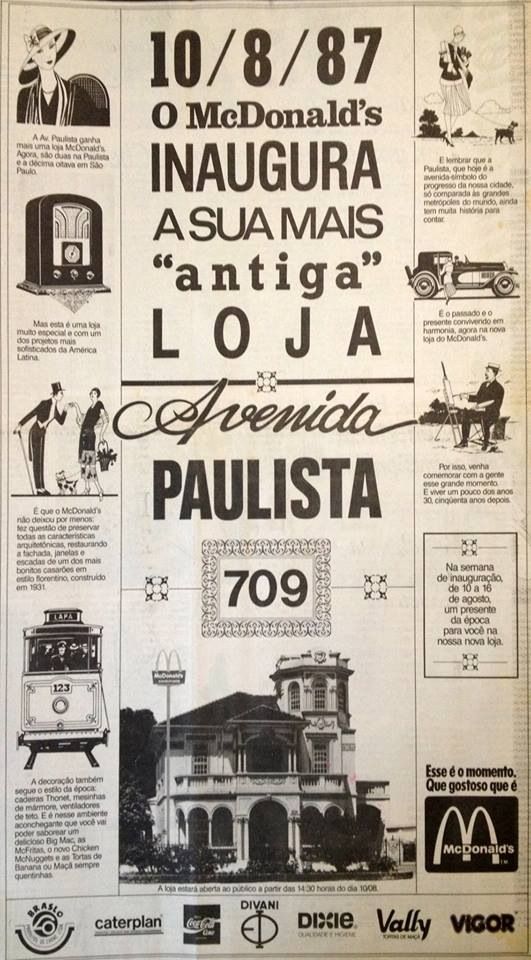 10/8/87
O McDonald's
INAUGURA
A SUA MAIS
"antiga"
LOJA
Avenida
PAULISTA
709
A Av. Paulista ganha
mais uma loja McDonald's.
Agora, são duas na Paulista
e a décima oitava em São
Paulo.
Mas esta é uma loja
muito especial e com um
dos projetos mais
sofisticados da América
Latina.
É que o McDonald's
não deixou por menos:
fez questão de preservar
todas as características
arquitetônicas, restaurando
a fachada, janelas e
escadas de um dos mais
bonitos casarões em
estilo florentino, construído
em 1931.
LAPA
123
A decoração também
segue o estilo da época:
cadeiras Thonet, mesinhas
de mármore, ventiladores
de teto. E é nesse ambiente
aconchegante que você vai
poder saborear um
delicioso Big Mac, as
McFritas, o novo Chicken
McNuggets e as Tortas de
Banana ou Maçã sempre
quentinhas.
E lembrar que a
Paulista, que hoje é a
avenida-símbolo do
progresso da nossa cidade,
só comparada às grandes
metrópoles do mundo, ainda
tem muita história para
contar.
É o passado e o
presente convivendo em
harmonia, agora na nova
loja do McDonald's.
Por isso, venha
comemorar com a gente
esse grande momento.
E viver um pouco dos anos
30, cinqüenta anos depois.
Na semana
de inauguração,
de 10 a 16
de agosto,
um presente
da época
para você na
nossa nova loja.
McDonald's
Esse é o momento.
Que gostoso que é
McDonald's
TM
A loja estará aberta ao público a partir das 14:30 horas do dia 10/08.
BRASLO
caterplan
Coca-Cola
DIVANI
DIXIE
QUALIDADE E HIGIENE
Vally
TORTAS DE MAÇÃ
VIGOR